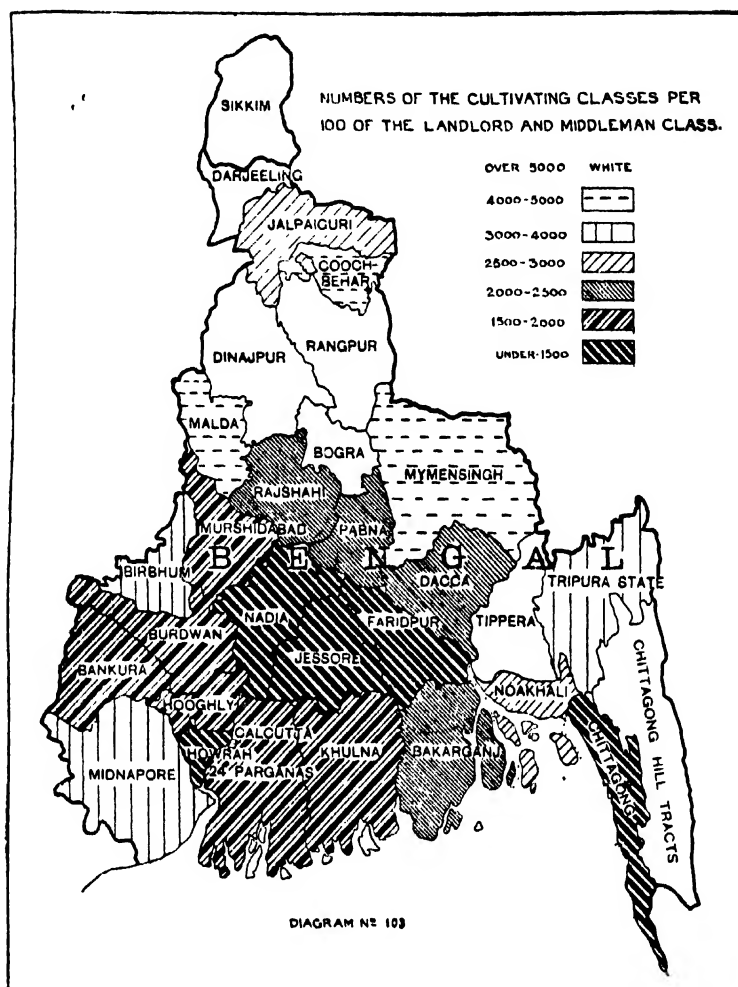 NUMBERS OF THE CULTIVATING CLASSES PER
100 OF THE LANDLORD AND MIDDLEMAN CLASS.
OVER 5000 WHITE
4000-5000
3000-4000
2500-3000
2000-2500
1500-2000
UNDER-1500
SIKKIM
DARJEELING
JALPAIGURI
COOCH-
BEHAR
DINAJPUR
RANGPUR
MALDA
BOGRA
MYMENSINGH
RAJSHAHI
MURSHIDABAD
PABNA
BENGAL
BIRBHUM
DACCA
TRIPURA STATE
NADIA
FARIDPUR
TIPPERA
BURDWAN
JESSORE
BANKURA
NOAKHALI
HOOGHLY
CALCUTTA
HOWRAH
KHULNA
BAKARGANJ
CHITTAGONG
CHITTAGONG HILL TRACTS
MIDNAPORE
24 PARGANAS
DIAGRAM Nº 103